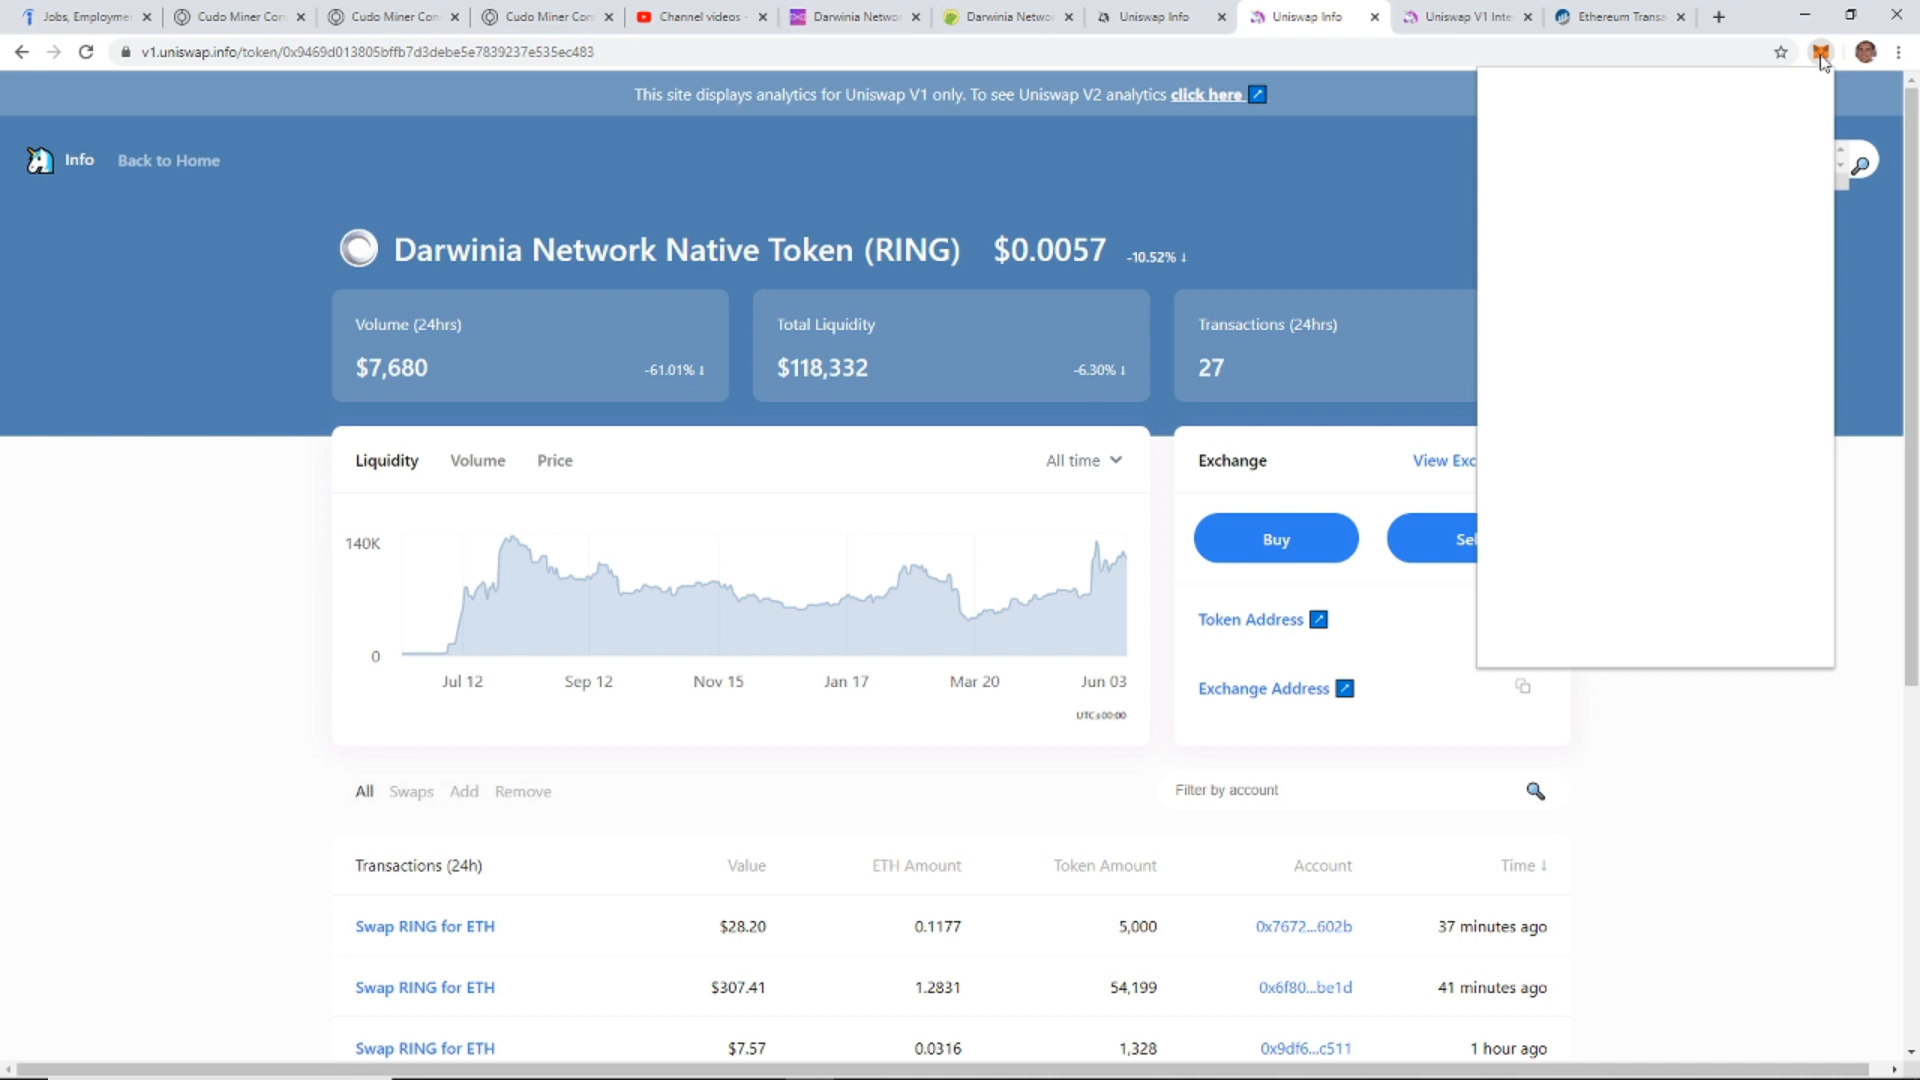 Jobs, Employme
Cudo Miner Con
Cudo Miner Con
Cudo Miner Con
Channel videos -
Darwinia Netwo
Darwinia Netwo
Uniswap Info
Uniswap Info
Uniswap V1 Inte
Ethereum Transa
v1.uniswap.info/token/0x9469d013805bffb7d3debe5e7839237e535ec483
This site displays analytics for Uniswap V1 only. To see Uniswap V2 analytics click here
Info Back to Home
Darwinia Network Native Token (RING) $0.0057 -10.52% ↓
Volume (24hrs)
$7,680 -61.01% ↓
Total Liquidity
$118,332 -6.30% ↓
Transactions (24hrs)
27
Liquidity Volume Price All time
140K
0
Jul 12 Sep 12 Nov 15 Jan 17 Mar 20 Jun 03
UTC±00:00
Exchange View Exc
Buy Sel
Token Address
Exchange Address
All Swaps Add Remove
Filter by account
Transactions (24h) Value ETH Amount Token Amount Account Time ↓
Swap RING for ETH $28.20 0.1177 5,000 0x7672...602b 37 minutes ago
Swap RING for ETH $307.41 1.2831 54,199 0x6f80...be1d 41 minutes ago
Swap RING for ETH $7.57 0.0316 1,328 0x9df6...c511 1 hour ago